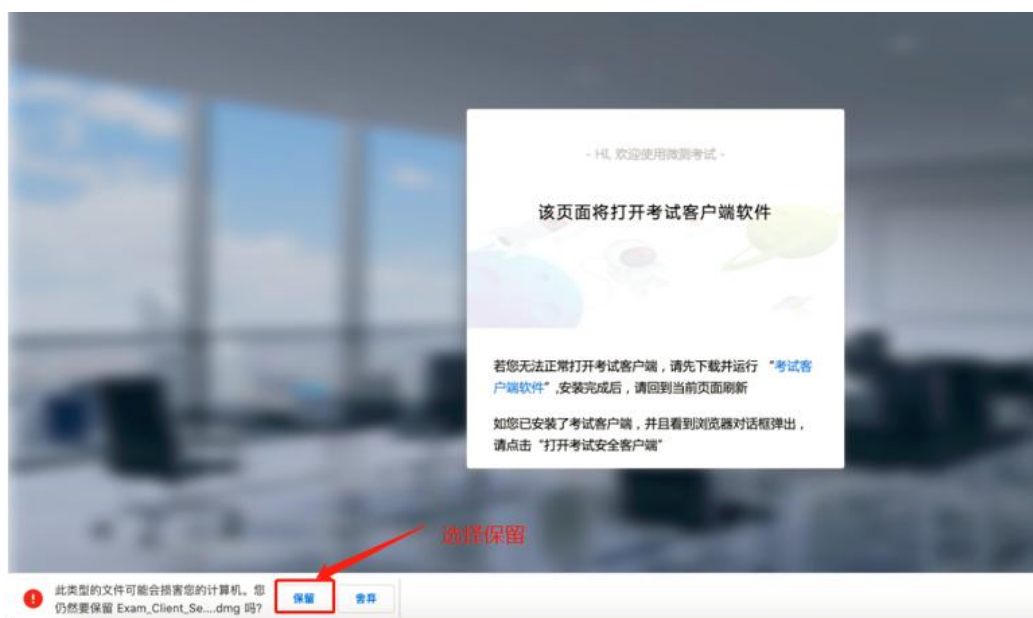 - HI, 欢迎使用微测考试 -
该页面将打开考试客户端软件
若您无法正常打开考试客户端，请先下载并运行 “考试客
户端软件” ,安装完成后，请回到当前页面刷新
如您已安装了考试客户端，并且看到浏览器对话框弹出，
请点击 “打开考试安全客户端”
选择保留
此类型的文件可能会损害您的计算机。您
仍然要保留 Exam_Client_Se....dmg 吗?
保留
舍弃